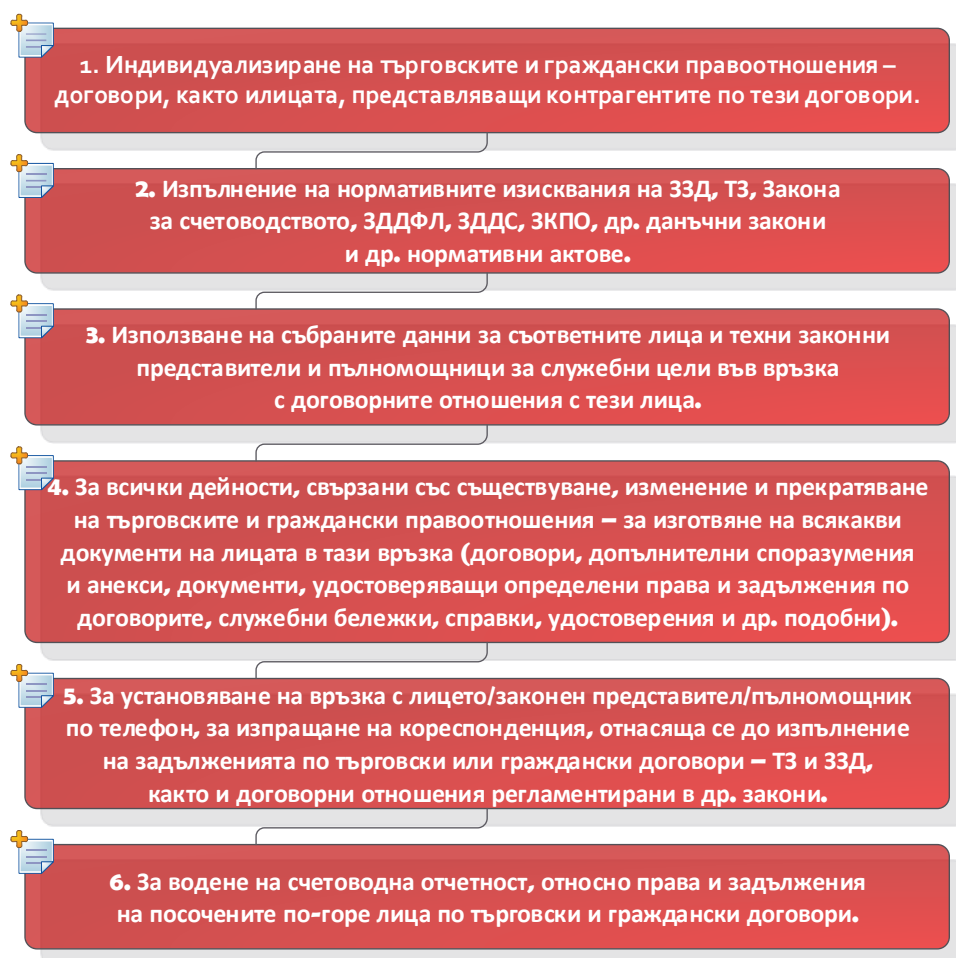 1. Индивидуализиране на търговските и граждански правоотношения –
договори, както илицата, представляващи контрагентите по тези договори.
2. Изпълнение на нормативните изисквания на ЗЗД, ТЗ, Закона
за счетоводството, ЗДДФЛ, ЗДДС, ЗКПО, др. данъчни закони
и др. нормативни актове.
3. Използване на събраните данни за съответните лица и техни законни
представители и пълномощници за служебни цели във връзка
с договорните отношения с тези лица.
4. За всички дейности, свързани със съществуване, изменение и прекратяване
на търговските и граждански правоотношения – за изготвяне на всякакви
документи на лицата в тази връзка (договори, допълнителни споразумения
и анекси, документи, удостоверяващи определени права и задължения по
договорите, служебни бележки, справки, удостоверения и др. подобни).
5. За установяване на връзка с лицето/законен представител/пълномощник
по телефон, за изпращане на кореспонденция, отнасяща се до изпълнение
на задълженията по търговски или граждански договори – ТЗ и ЗЗД,
както и договорни отношения регламентирани в др. закони.
6. За водене на счетоводна отчетност, относно права и задължения
на посочените по-горе лица по търговски и граждански договори.